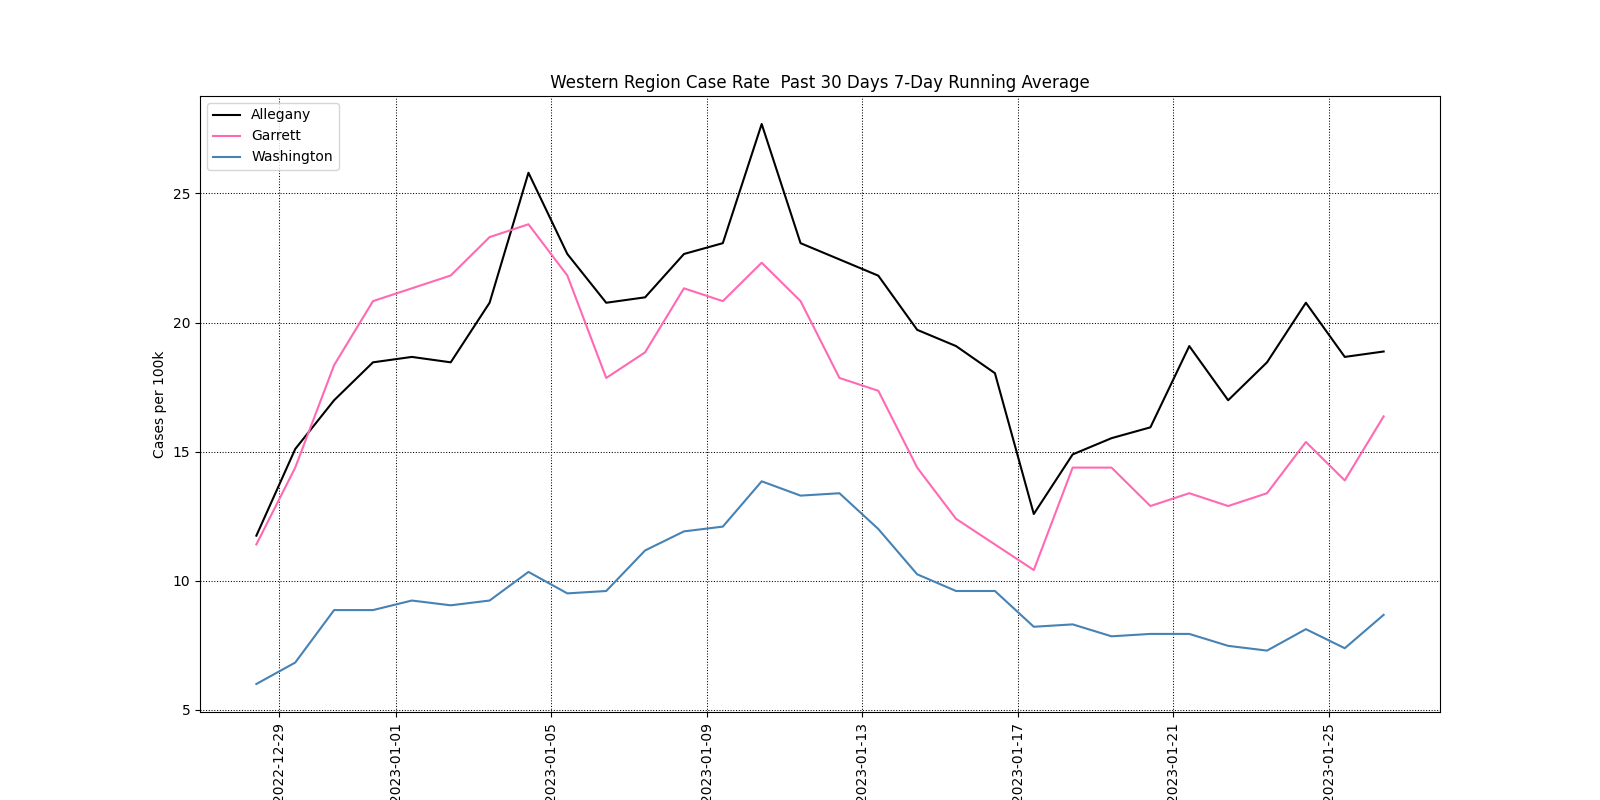 Western Region Case Rate  Past 30 Days 7-Day Running Average
Allegany
Garrett
Washington
Cases per 100k
25
20
15
10
5
2022-12-29
2023-01-01
2023-01-05
2023-01-09
2023-01-13
2023-01-17
2023-01-21
2023-01-25